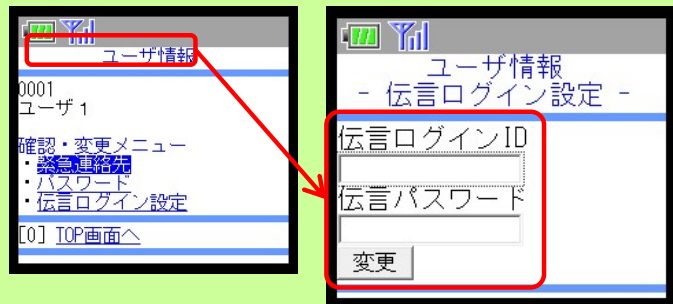 ユーザ情報
0001
ユーザ 1
確認・変更メニュー
・緊急連絡先
・パスワード
・伝言ログイン設定
[0] TOP画面へ
ユーザ情報
- 伝言ログイン設定 -
伝言ログインID
伝言パスワード
変更